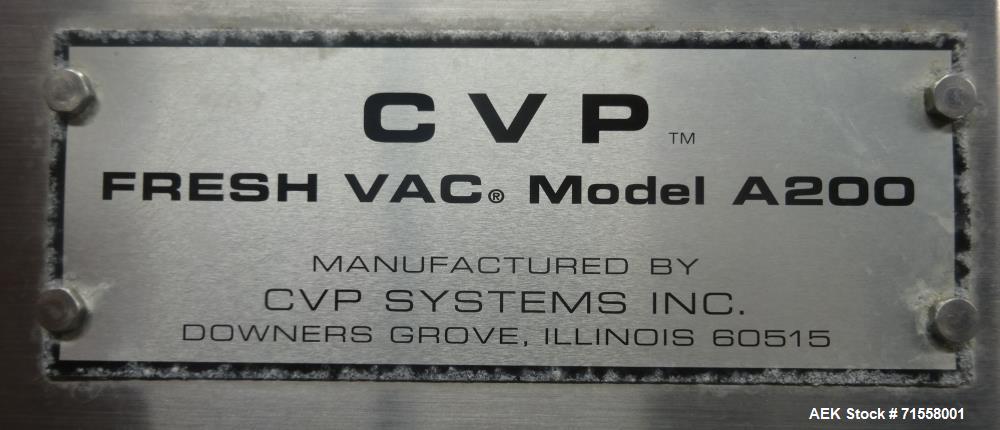 CVP™
FRESH VAC® Model A200
MANUFACTURED BY
CVP SYSTEMS INC.
DOWNERS GROVE, ILLINOIS 60515
AEK Stock # 71558001